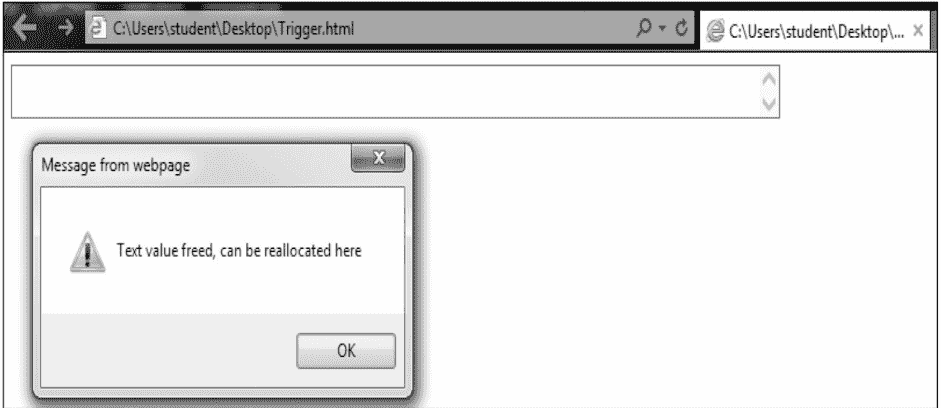 C:\Users\student\Desktop\Trigger.html
C:\Users\student\Desktop\...
Message from webpage
Text value freed, can be reallocated here
OK